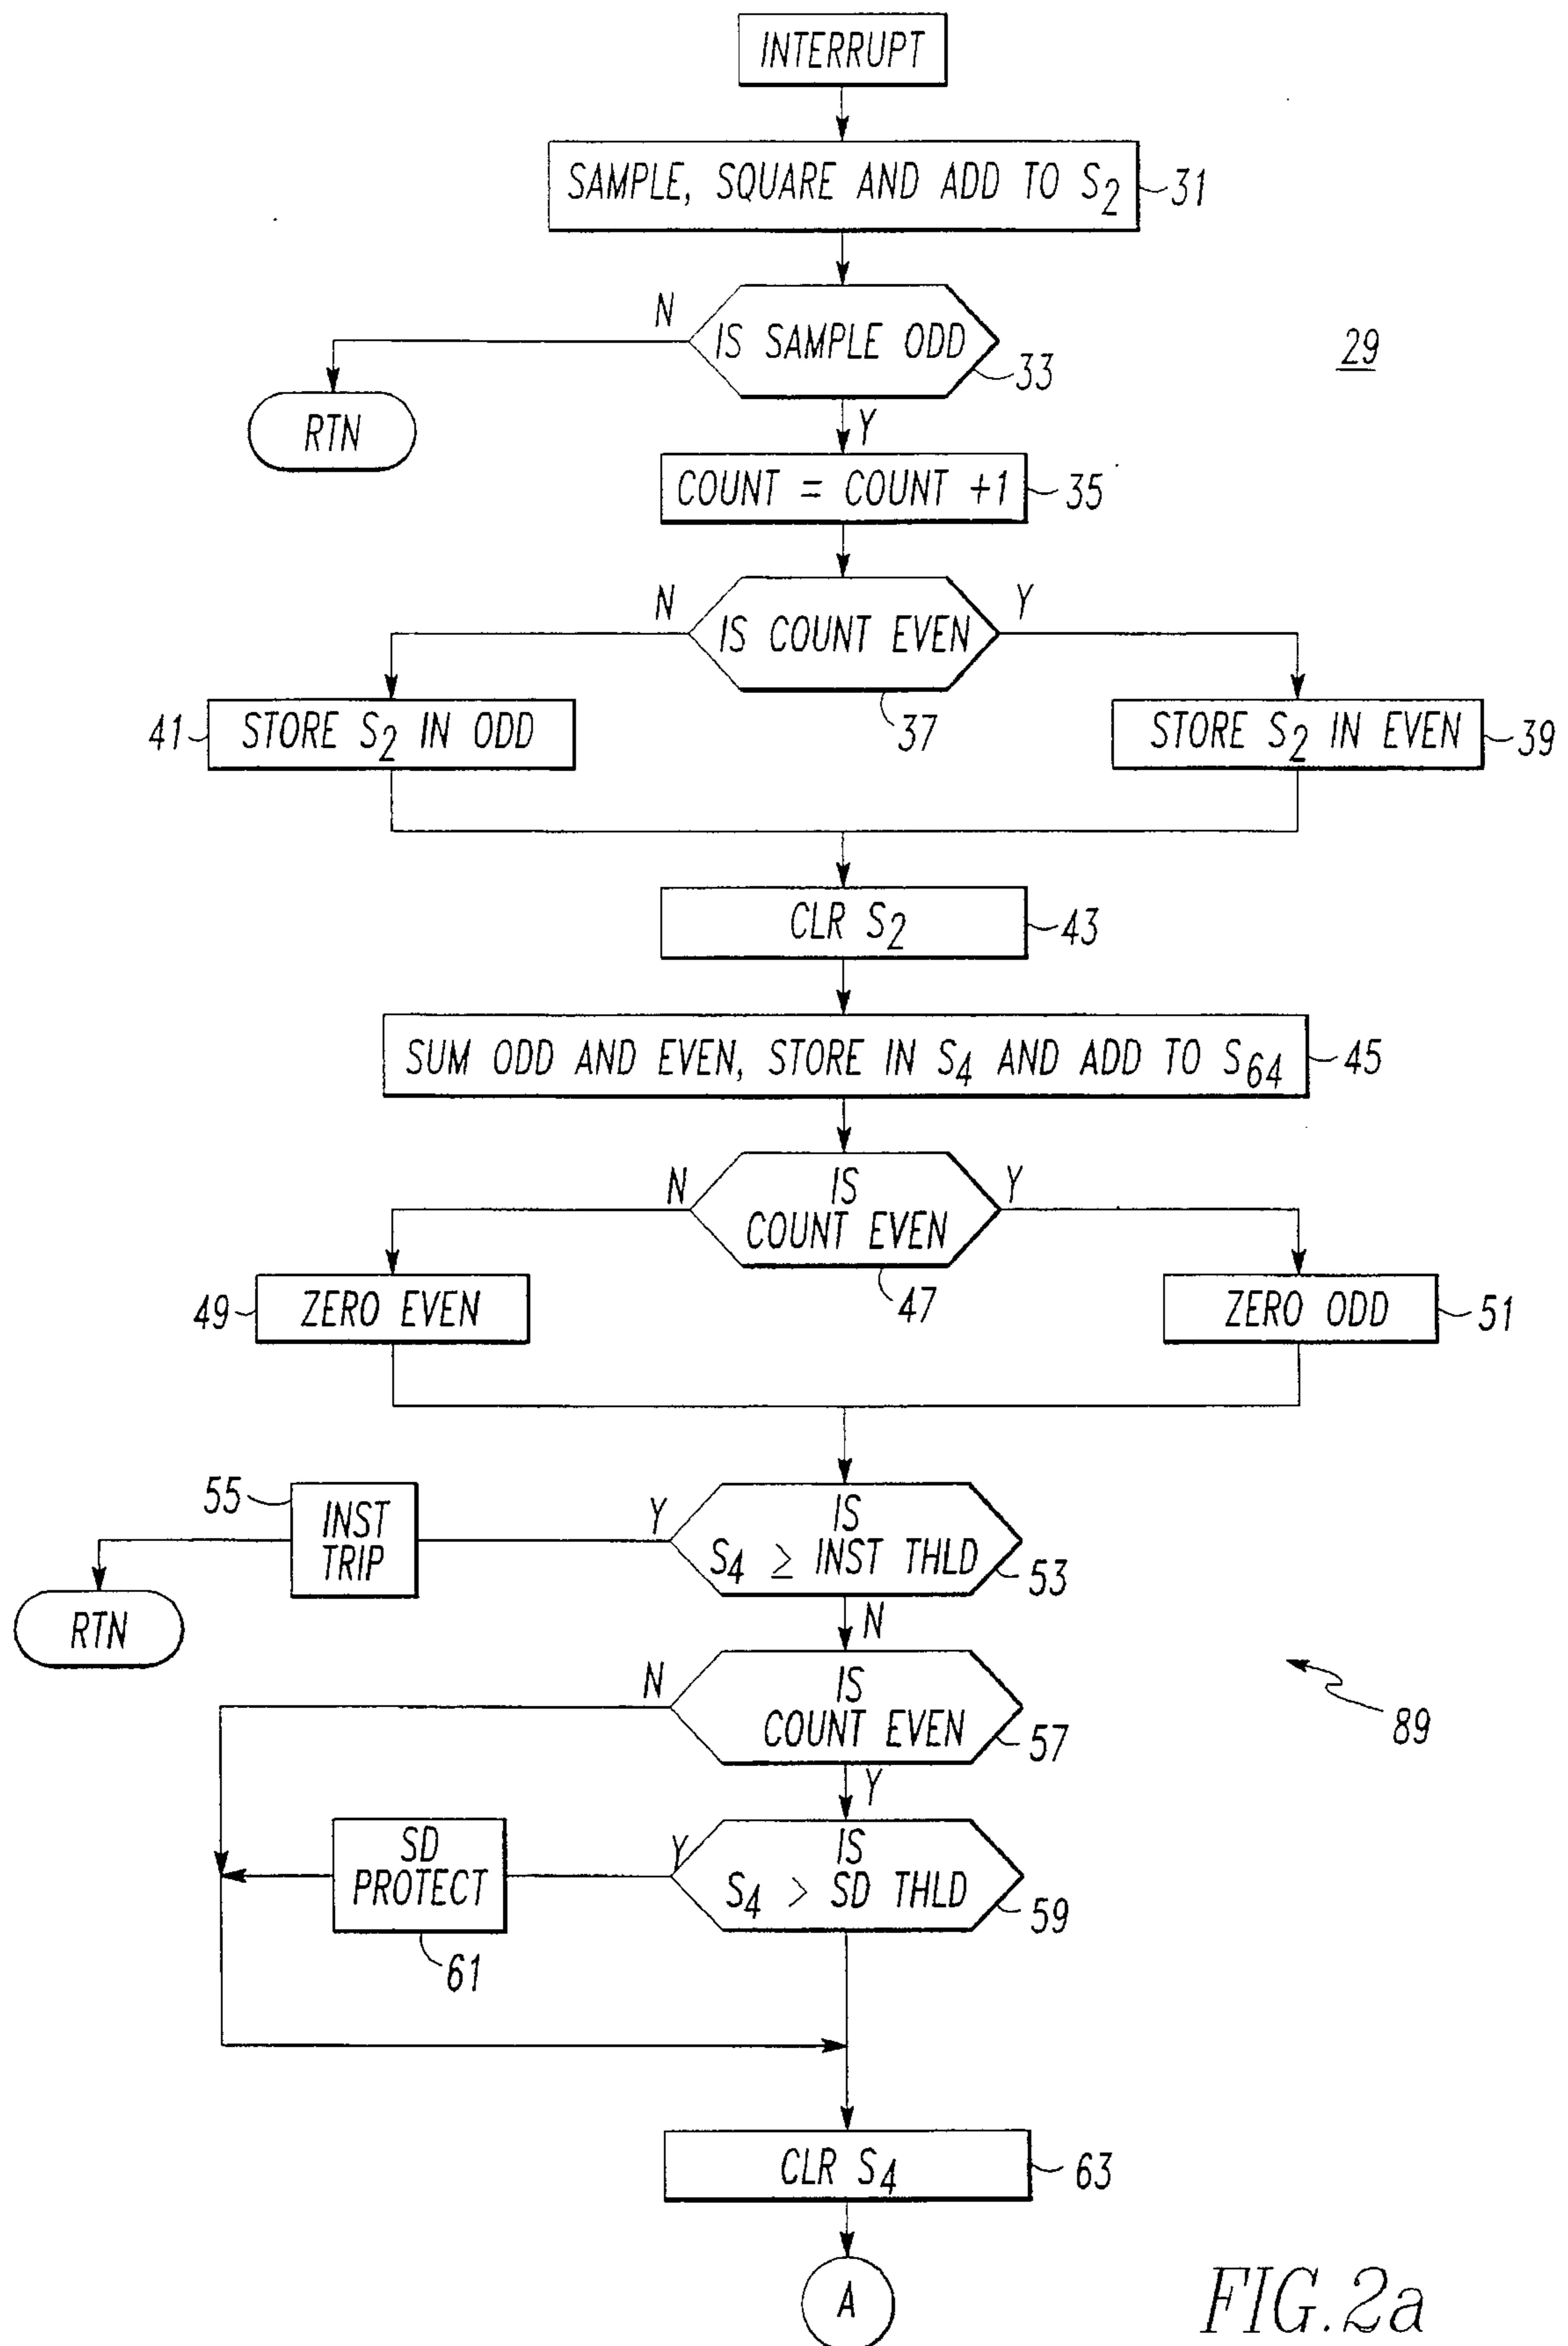 INTERRUPT
SAMPLE, SQUARE AND ADD TO S2
31
N
IS SAMPLE ODD
33
29
RTN
Y
COUNT = COUNT +1
35
N
IS COUNT EVEN
Y
37
41
STORE S2 IN ODD
STORE S2 IN EVEN
39
CLR S2
43
SUM ODD AND EVEN, STORE IN S4 AND ADD TO S64
45
N
IS
COUNT EVEN
Y
47
49
ZERO EVEN
ZERO ODD
51
55
INST
TRIP
Y
IS
S4 ≥ INST THLD
53
RTN
N
N
IS
COUNT EVEN
57
89
Y
SD
PROTECT
61
Y
IS
S4 > SD THLD
59
CLR S4
63
A
FIG.2a